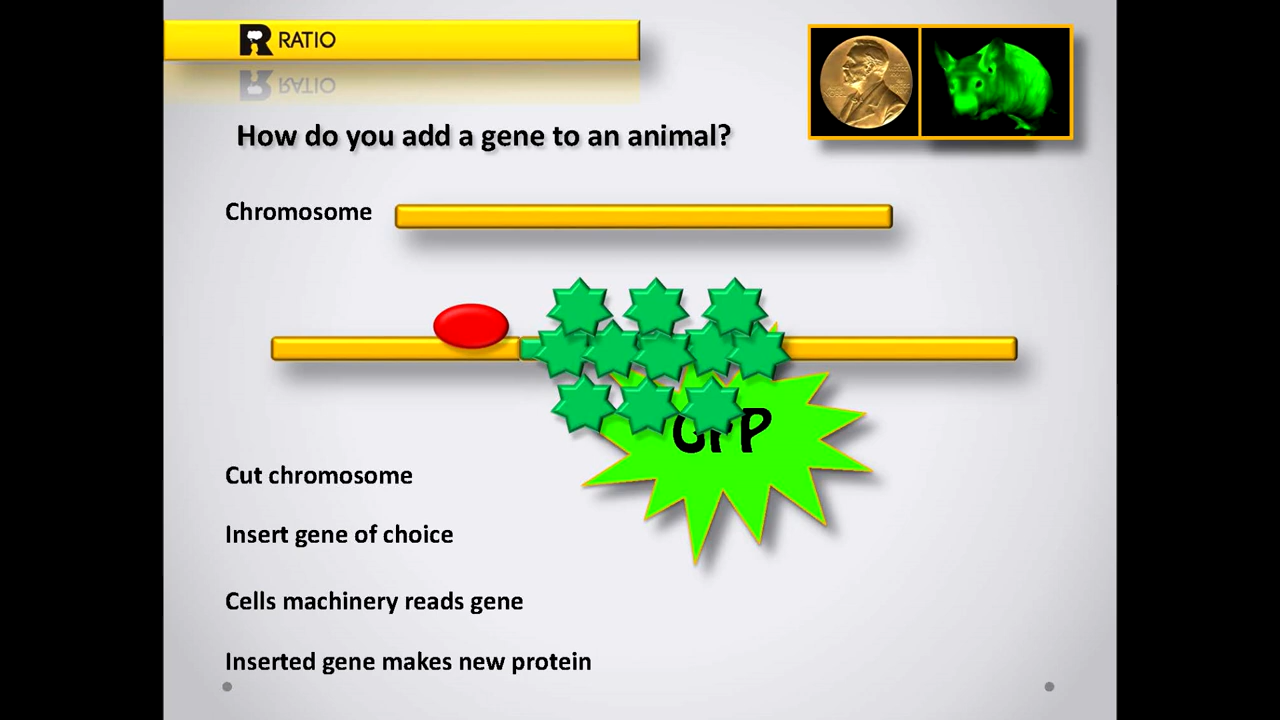 RATIO
How do you add a gene to an animal?
Chromosome
GFP
Cut chromosome
Insert gene of choice
Cells machinery reads gene
Inserted gene makes new protein